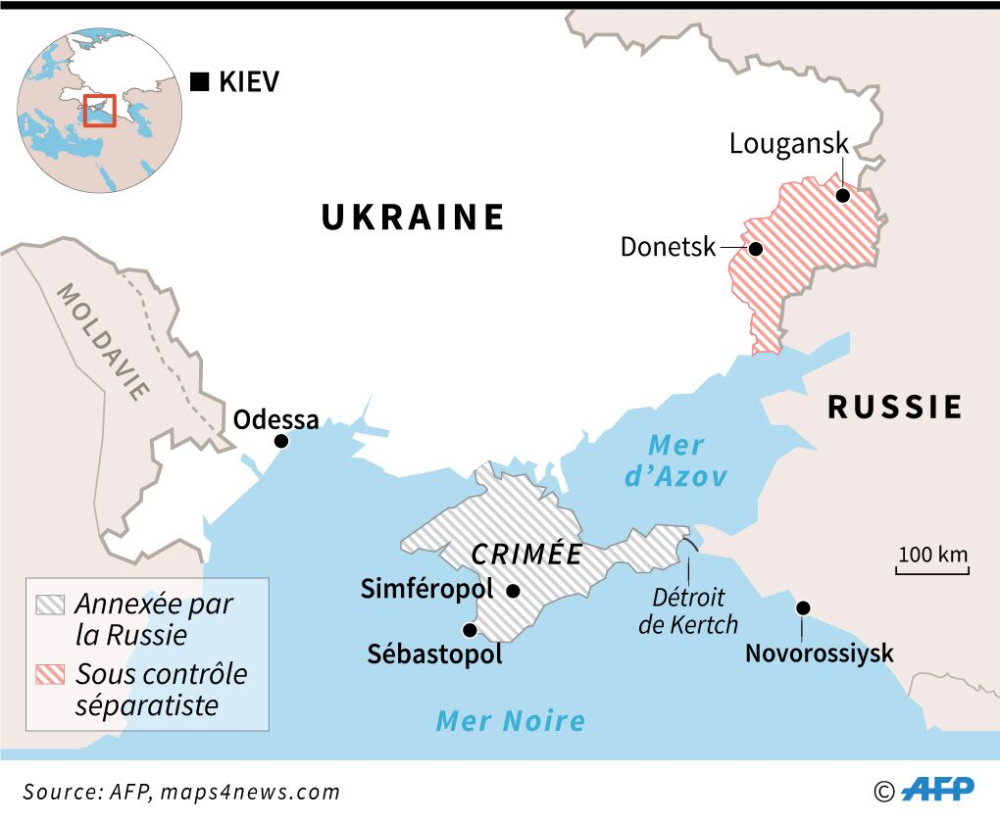 KIEV
Lougansk
UKRAINE
Donetsk
MOLDAVIE
RUSSIE
Odessa
Mer
d’Azov
CRIMÉE
100 km
Simféropol
Détroit
de Kertch
Sébastopol
Novorossiysk
Annexée par
la Russie
Sous contrôle
séparatiste
Mer Noire
Source: AFP, maps4news.com
© AFP